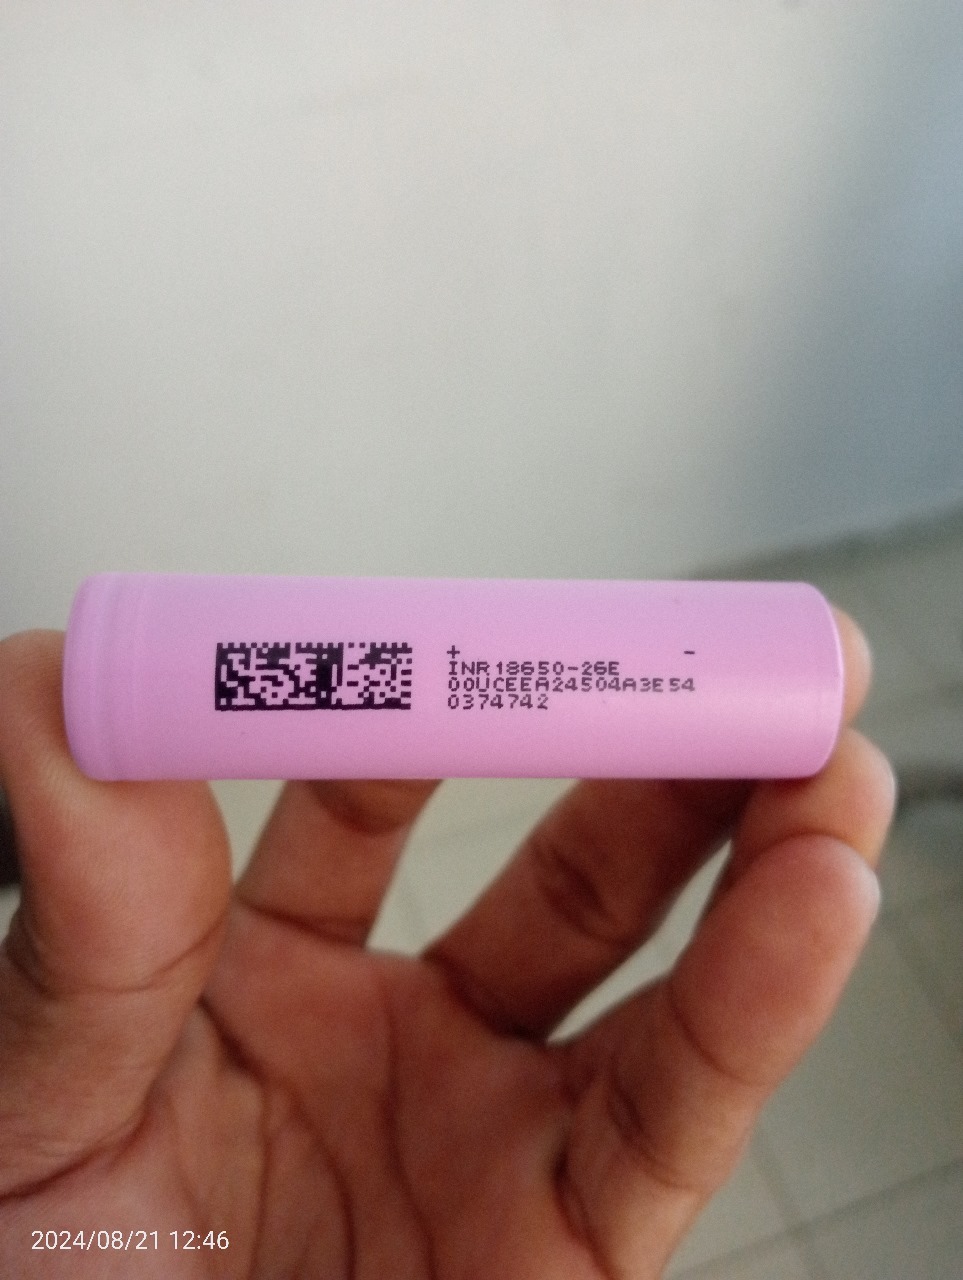 + -
INR18650-26E
00UCEEA24504A3E54
0374742
2024/08/21 12:46